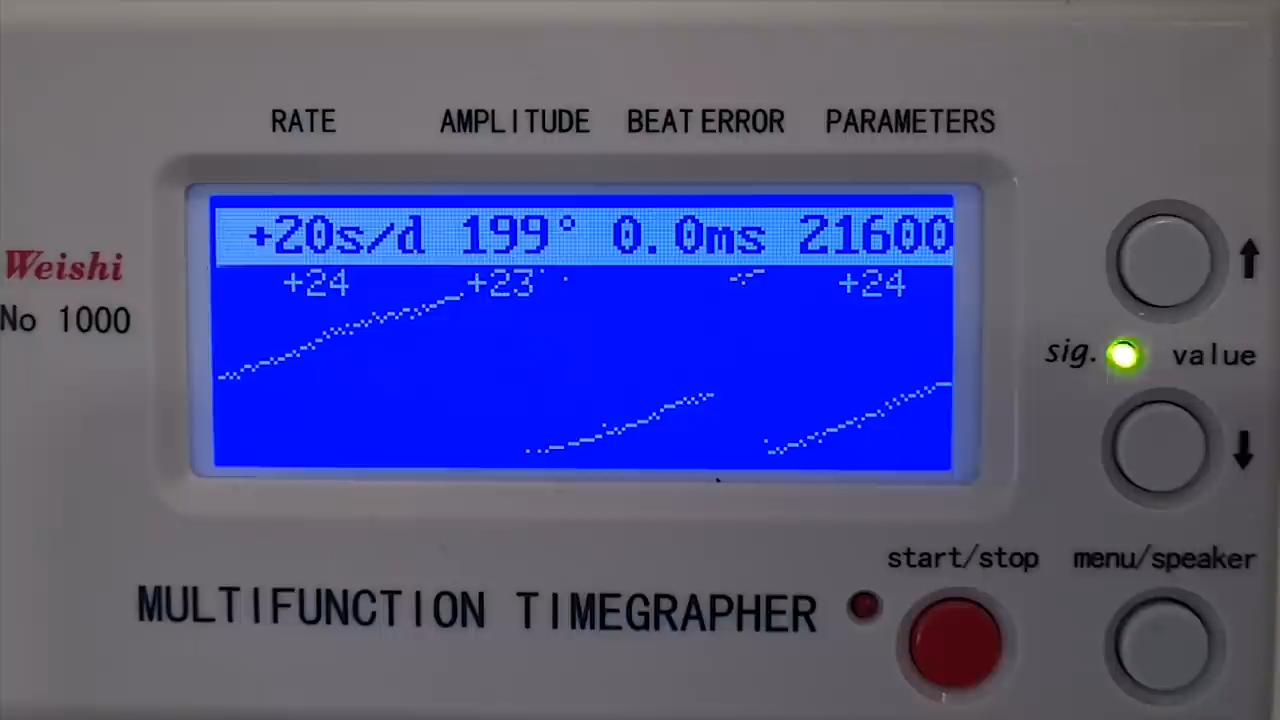 RATE AMPLITUDE BEAT ERROR PARAMETERS
+20s/d 199° 0.0ms 21600
+24 +23 +24
Weishi
No 1000
sig. value
start/stop menu/speaker
MULTIFUNCTION TIMEGRAPHER